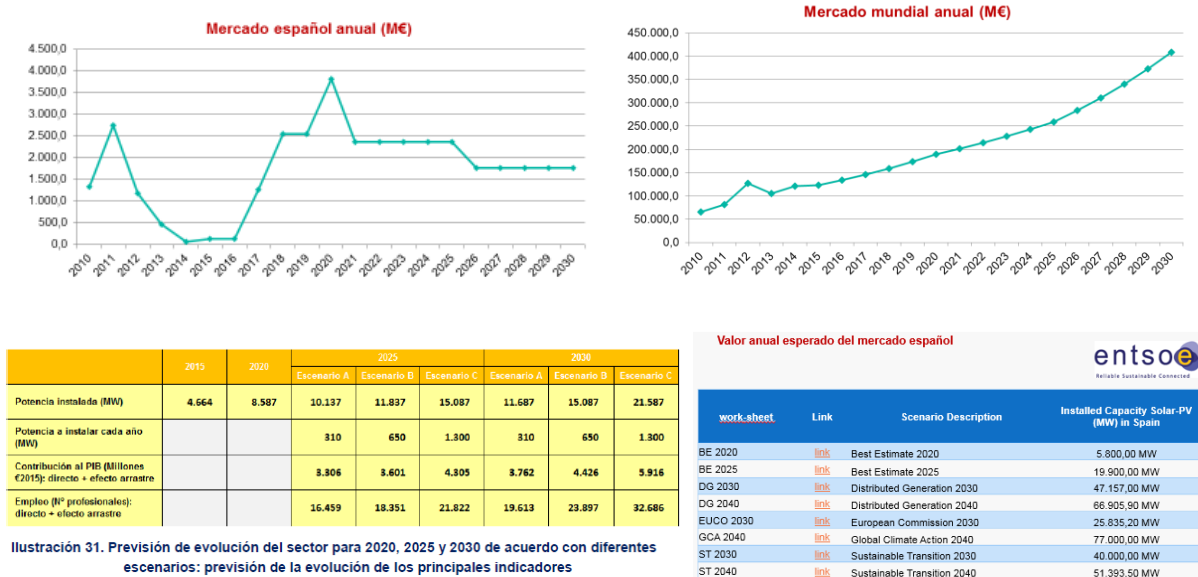 Mercado español anual (M€)
4.500,0
4.000,0
3.500,0
3.000,0
2.500,0
2.000,0
1.500,0
1.000,0
500,0
0,0
2010 2011 2012 2013 2014 2015 2016 2017 2018 2019 2020 2021 2022 2023 2024 2025 2026 2027 2028 2029 2030
Mercado mundial anual (M€)
450.000,0
400.000,0
350.000,0
300.000,0
250.000,0
200.000,0
150.000,0
100.000,0
50.000,0
0,0
2010 2011 2012 2013 2014 2015 2016 2017 2018 2019 2020 2021 2022 2023 2024 2025 2026 2027 2028 2029 2030
2015 2020 2025 2030
Escenario A Escenario B Escenario C Escenario A Escenario B Escenario C
Potencia instalada (MW) 4.664 8.587 10.137 11.837 15.087 11.687 15.087 21.587
Potencia a instalar cada año
(MW) 310 650 1.300 310 650 1.300
Contribución al PIB (Millones
€2015): directo + efecto arrastre 3.306 3.601 4.305 3.762 4.426 5.916
Empleo (Nº profesionales):
directo + efecto arrastre 16.459 18.351 21.822 19.613 23.897 32.686
Ilustración 31. Previsión de evolución del sector para 2020, 2025 y 2030 de acuerdo con diferentes
escenarios: previsión de la evolución de los principales indicadores
Valor anual esperado del mercado español
entsoe
Reliable Sustainable Connected
work-sheet Link Scenario Description Installed Capacity Solar-PV
(MW) in Spain
BE 2020 link Best Estimate 2020 5.800,00 MW
BE 2025 link Best Estimate 2025 19.900,00 MW
DG 2030 link Distributed Generation 2030 47.157,00 MW
DG 2040 link Distributed Generation 2040 66.905,90 MW
EUCO 2030 link European Commission 2030 25.835,20 MW
GCA 2040 link Global Climate Action 2040 77.000,00 MW
ST 2030 link Sustainable Transition 2030 40.000,00 MW
ST 2040 link Sustainable Transition 2040 51.393,50 MW